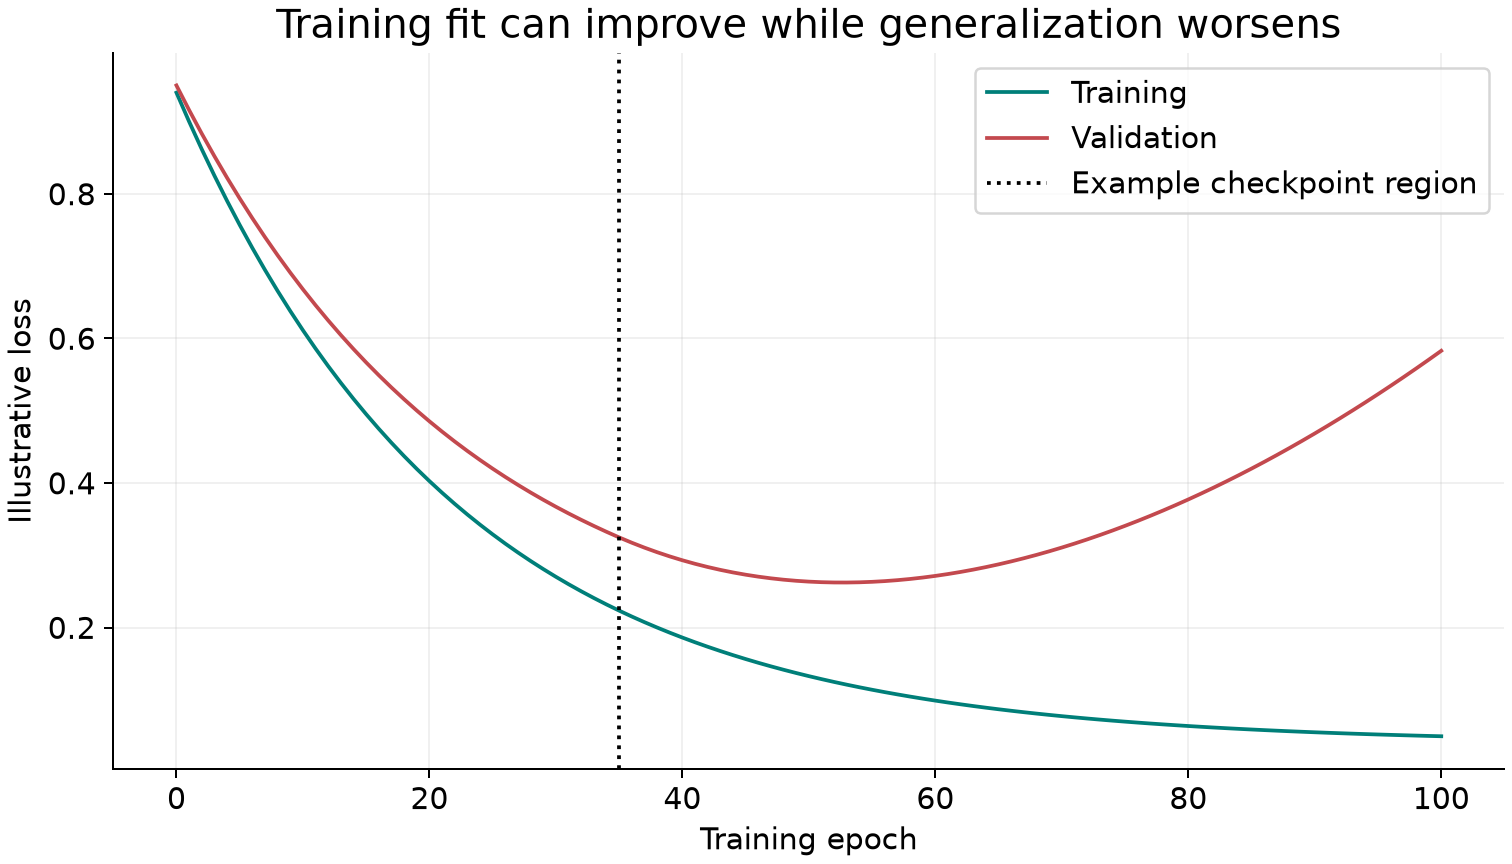 Training fit can improve while generalization worsens
Training
Validation
Example checkpoint region
Illustrative loss
0.8
0.6
0.4
0.2
0 20 40 60 80 100
Training epoch